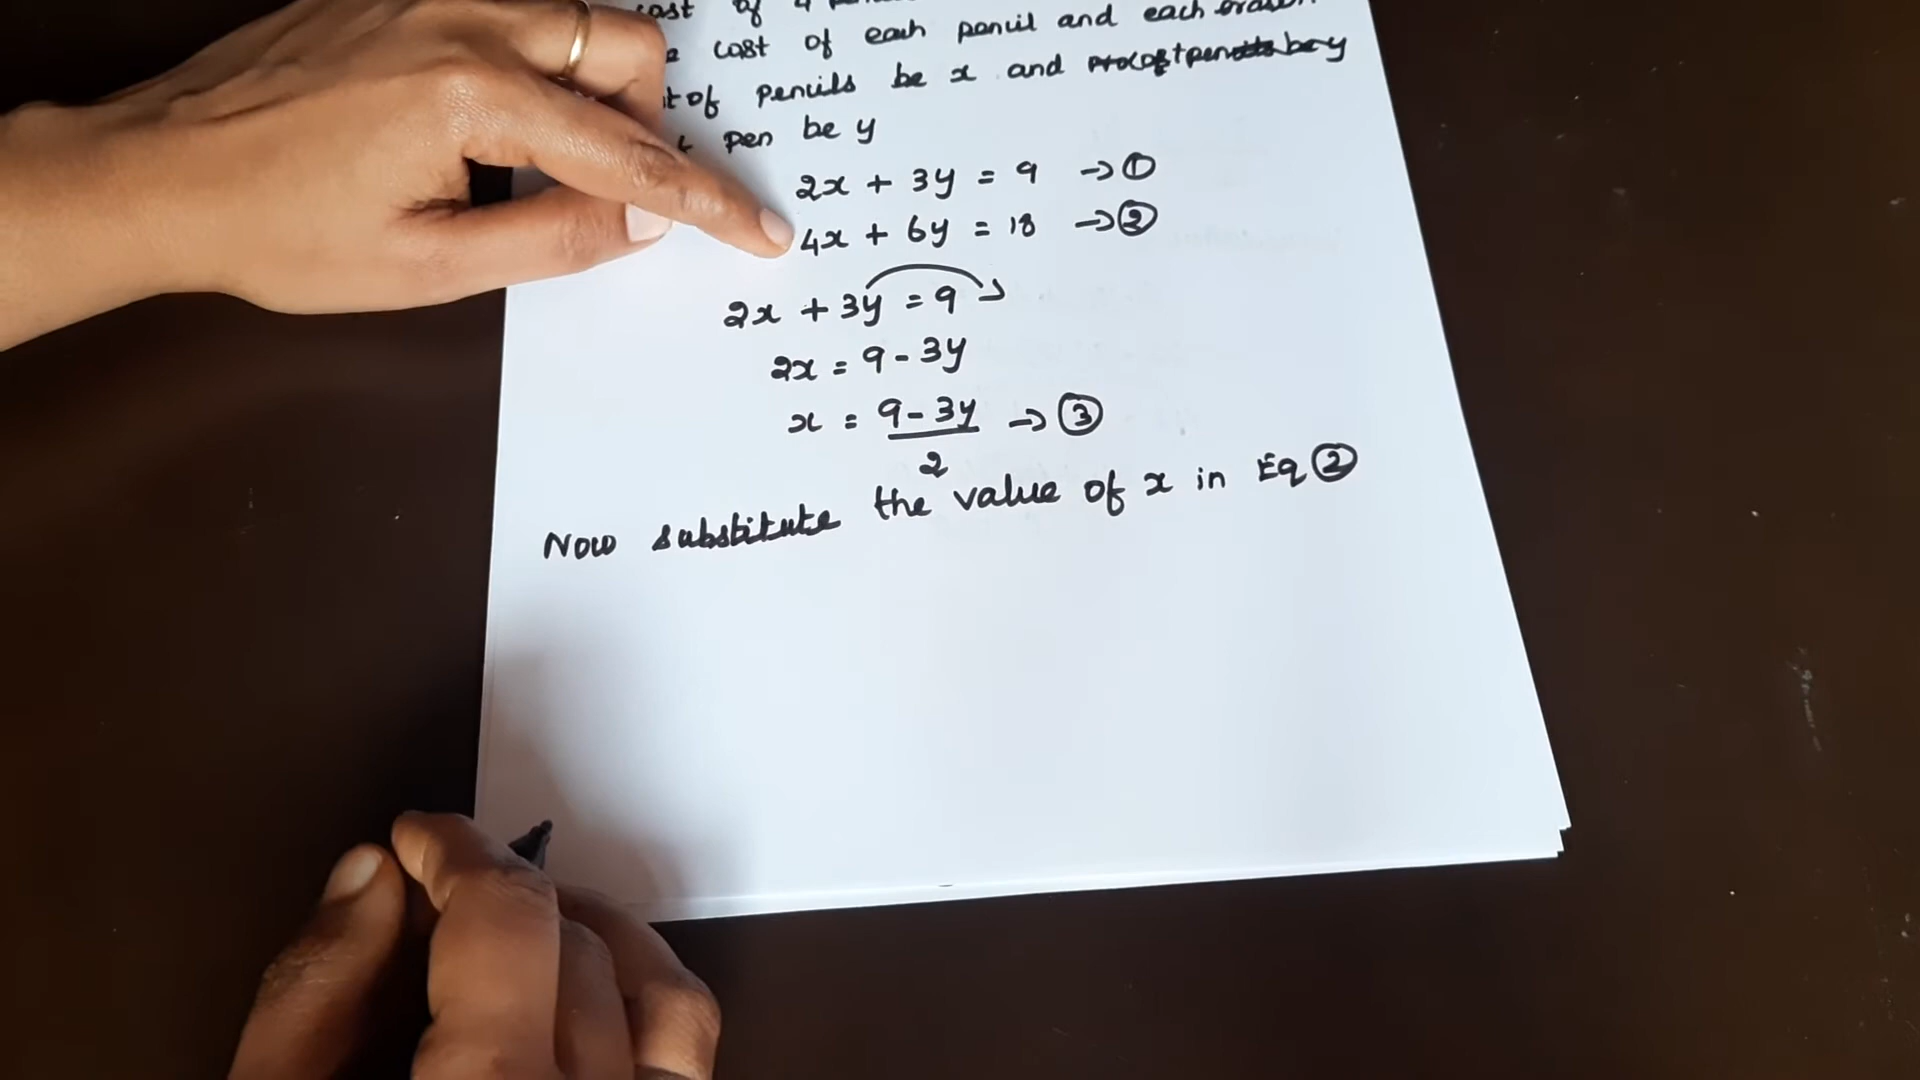 cost of 4
cost of each pencil and each
of pencils be x and
pen be y
2x + 3y = 9 → ①
4x + 6y = 18 → ②
2x + 3y = 9
2x = 9 - 3y
x = 9 - 3y → ③
2
Now substitute the value of x in Eq ②